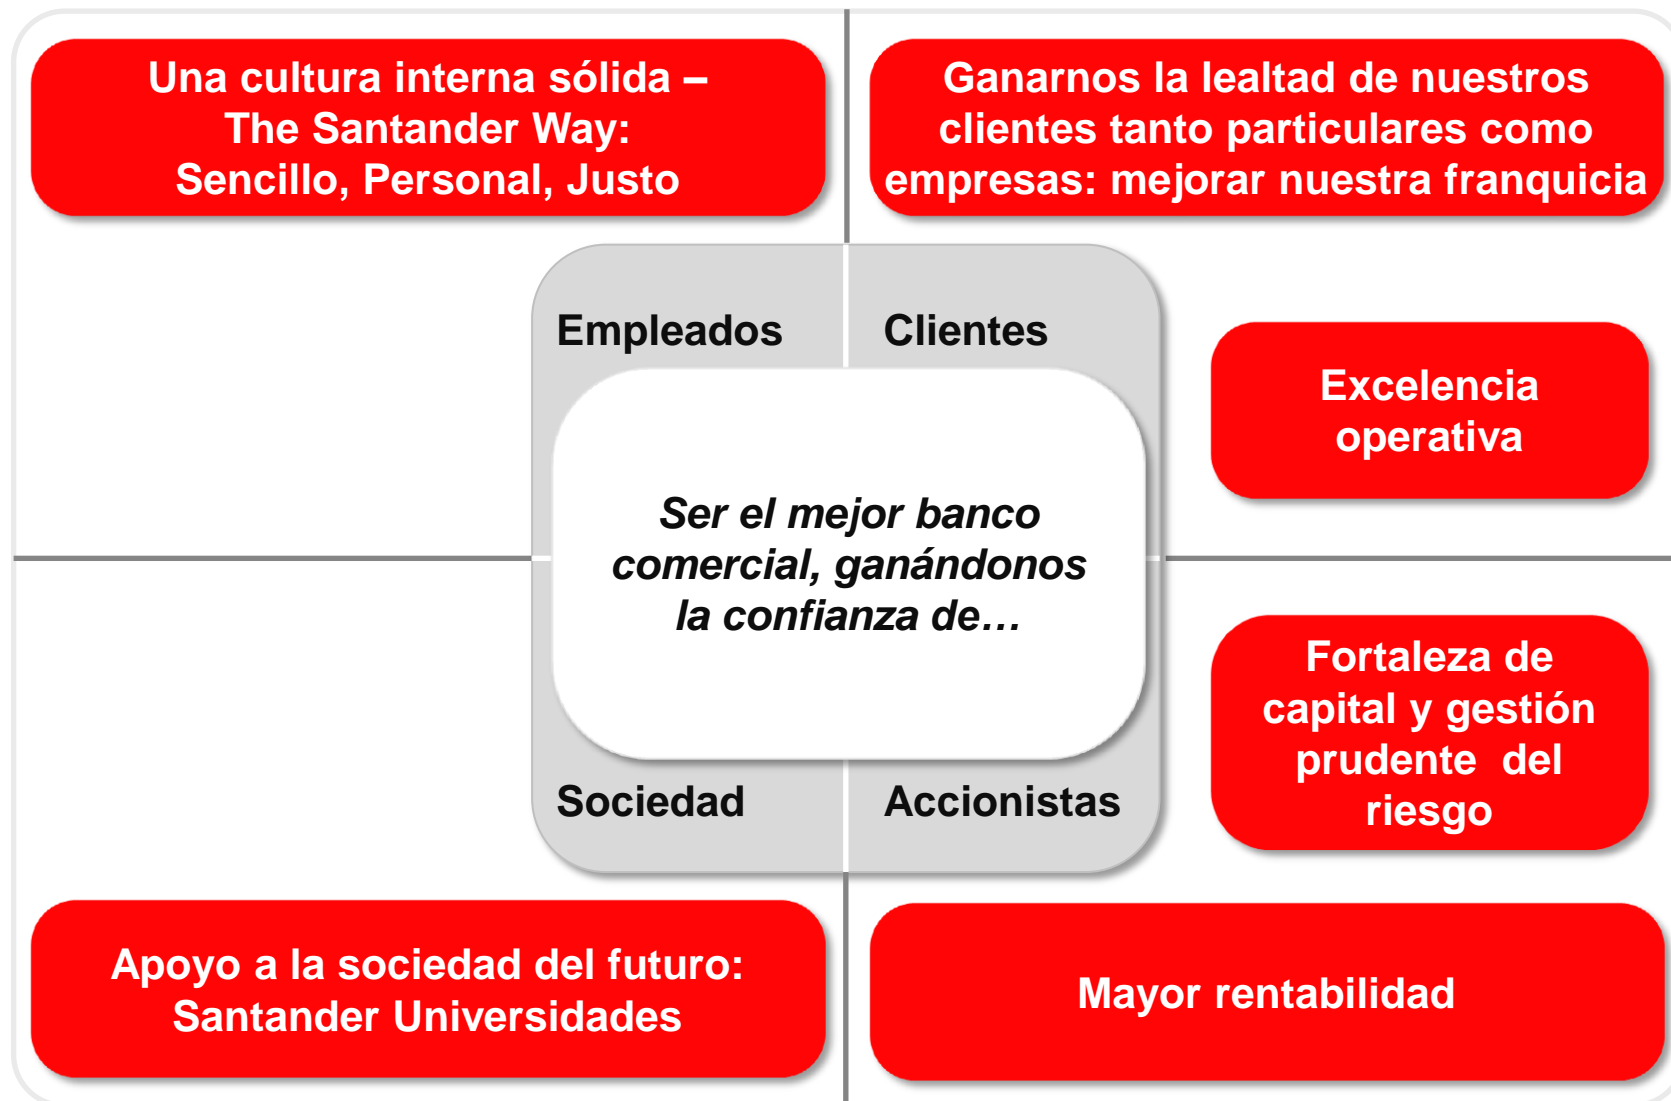 Una cultura interna sólida –
The Santander Way:
Sencillo, Personal, Justo
Ganarnos la lealtad de nuestros
clientes tanto particulares como
empresas: mejorar nuestra franquicia
Empleados
Clientes
Excelencia
operativa
Ser el mejor banco
comercial, ganándonos
la confianza de…
Fortaleza de
capital y gestión
prudente del
riesgo
Sociedad
Accionistas
Apoyo a la sociedad del futuro:
Santander Universidades
Mayor rentabilidad